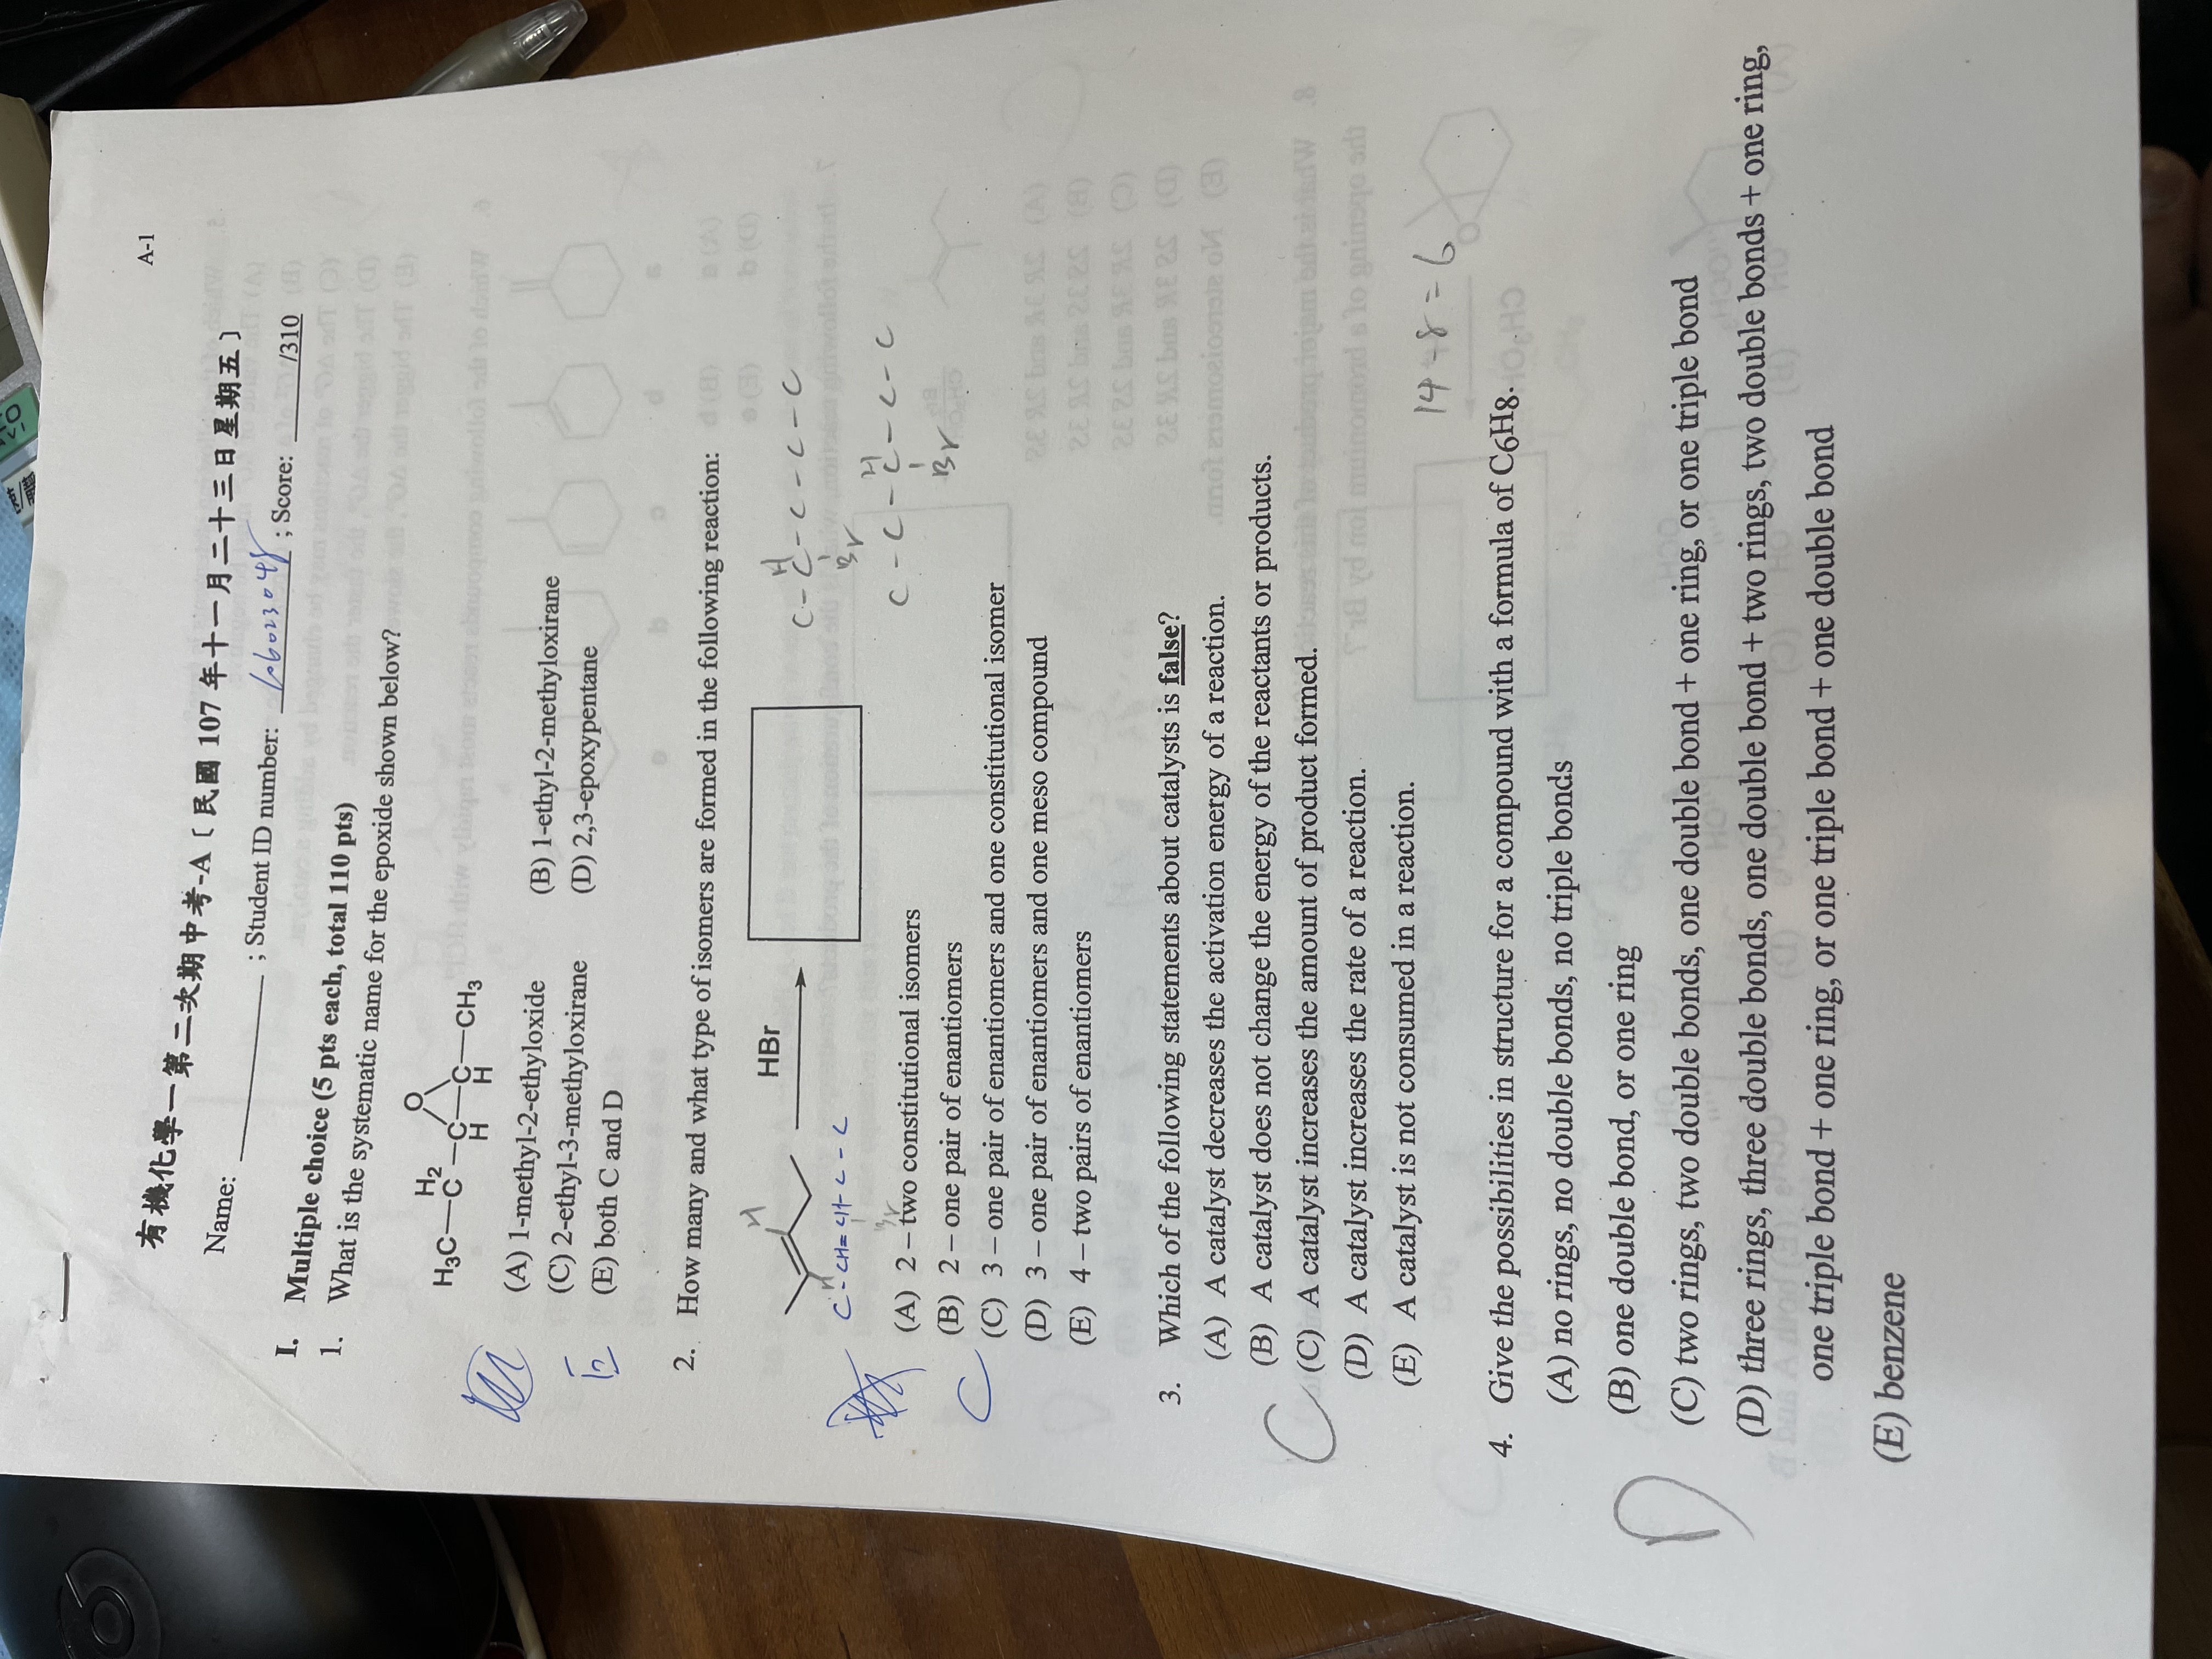 A-1
有機化學一第二次期中考-A〔民國 107 年十一月二十三日星期五〕
Name: ________ ; Student ID number: 106023048 ; Score: _____/310
I. Multiple choice (5 pts each, total 110 pts)
1. What is the systematic name for the epoxide shown below?
O
H2
H3C—C—C—C—CH3
H H
(A) 1-methyl-2-ethyloxide (B) 1-ethyl-2-methyloxirane
(C) 2-ethyl-3-methyloxirane (D) 2,3-epoxypentane
E (E) both C and D
2. How many and what type of isomers are formed in the following reaction:
H
HBr
H
C-C-C-C-C
Br
H
C-CH=CH-C-C
Br
H
C-C-C-C-C
Br
(A) 2 – two constitutional isomers
(B) 2 – one pair of enantiomers
C (C) 3 – one pair of enantiomers and one constitutional isomer
(D) 3 – one pair of enantiomers and one meso compound
(E) 4 – two pairs of enantiomers
3. Which of the following statements about catalysts is false?
(A) A catalyst decreases the activation energy of a reaction.
(B) A catalyst does not change the energy of the reactants or products.
C (C) A catalyst increases the amount of product formed.
(D) A catalyst increases the rate of a reaction.
(E) A catalyst is not consumed in a reaction.
14-8=6
4. Give the possibilities in structure for a compound with a formula of C6H8.
(A) no rings, no double bonds, no triple bonds
(B) one double bond, or one ring
D (C) two rings, two double bonds, one double bond + one ring, or one triple bond
(D) three rings, three double bonds, one double bond + two rings, two double bonds + one ring,
one triple bond + one ring, or one triple bond + one double bond
(E) benzene